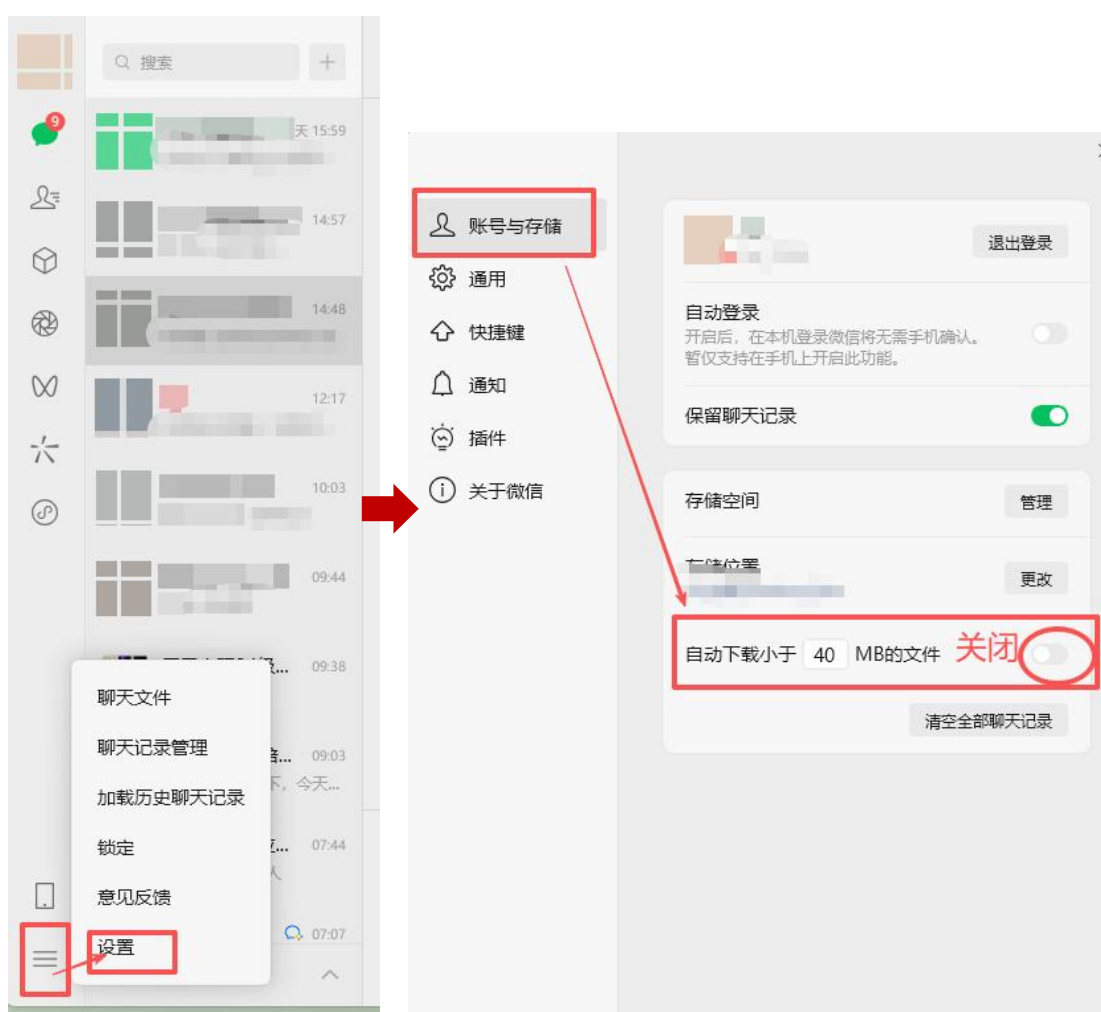 搜索
9
天 15:59
14:57
14:48
12:17
10:03
09:44
09:38
聊天文件
聊天记录管理
09:03
下, 今天...
加载历史聊天记录
锁定
07:44
人
意见反馈
设置
07:07
账号与存储
通用
快捷键
通知
插件
关于微信
退出登录
自动登录
开启后，在本机登录微信将无需手机确认。
暂仅支持在手机上开启此功能。
保留聊天记录
存储空间
管理
存储位置
更改
自动下载小于 40 MB的文件 关闭
清空全部聊天记录